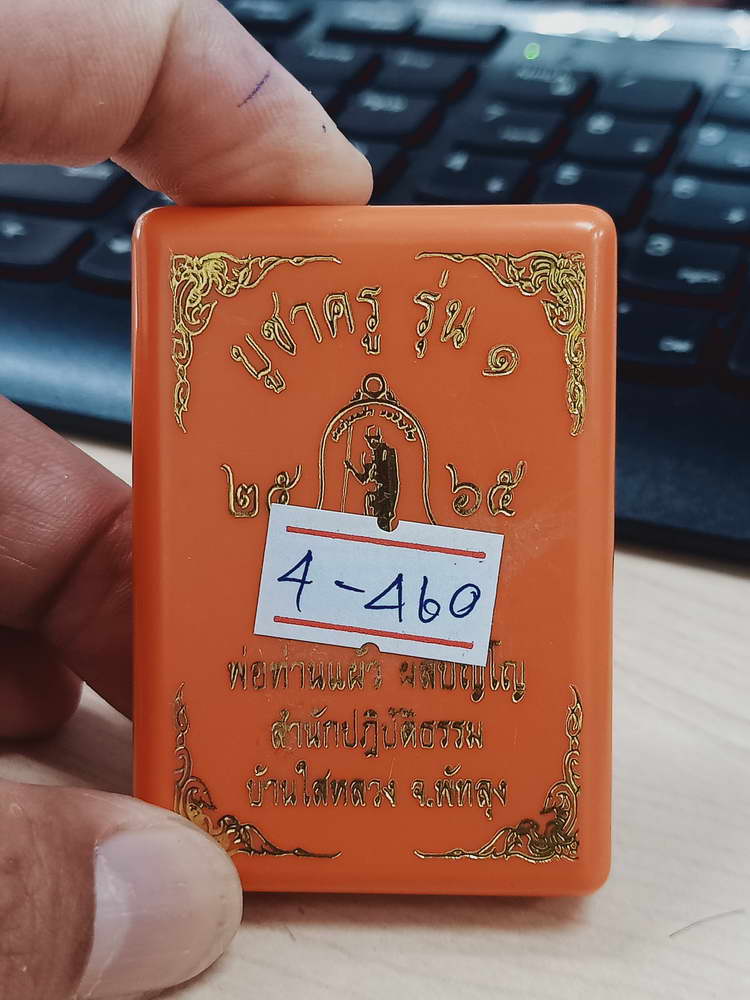 บูชาครู รุ่น ๑
๒๕ ๖๕
4-460
พ่อท่านแผ้ว ผลปญโญ
สำนักปฎิบัติธรรม
บ้านใสหลวง จ.พัทลุง